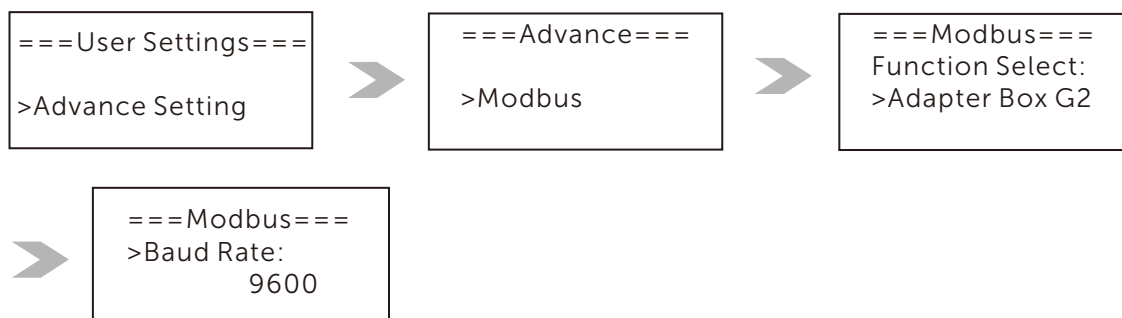 ===User Settings===
>Advance Setting
===Advance===
>Modbus
===Modbus===
Function Select:
>Adapter Box G2
===Modbus===
>Baud Rate:
9600